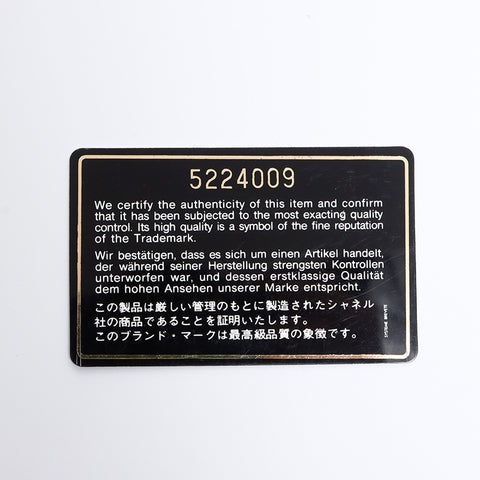 5224009
We certify the authenticity of this item and confirm
that it has been subjected to the most exacting quality
control. Its high quality is a symbol of the fine reputation
of the Trademark.
Wir bestätigen, dass es sich um einen Artikel handelt,
der während seiner Herstellung strengsten Kontrollen
unterworfen war, und dessen erstklassige Qualität
dem hohen Ansehen unserer Marke entspricht.
この製品は厳しい管理のもとに製造されたシャネル
社の商品であることを証明いたします。
このブランド・マークは最高級品質の象徴です。